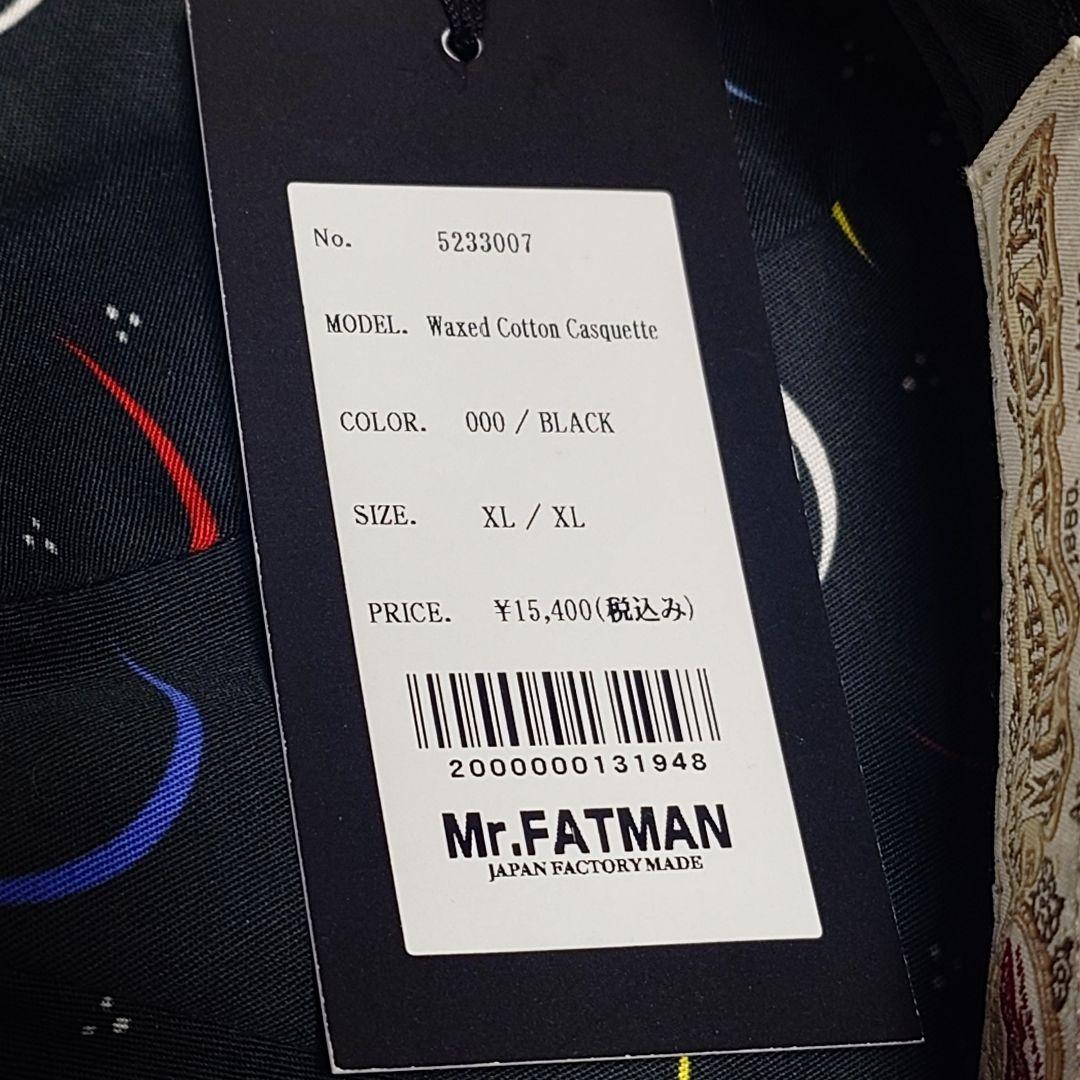 No. 5233007
MODEL. Waxed Cotton Casquette
COLOR. 000 / BLACK
SIZE. XL / XL
PRICE. ¥15,400(税込み)
2000000131948
Mr.FATMAN
JAPAN FACTORY MADE
1880.